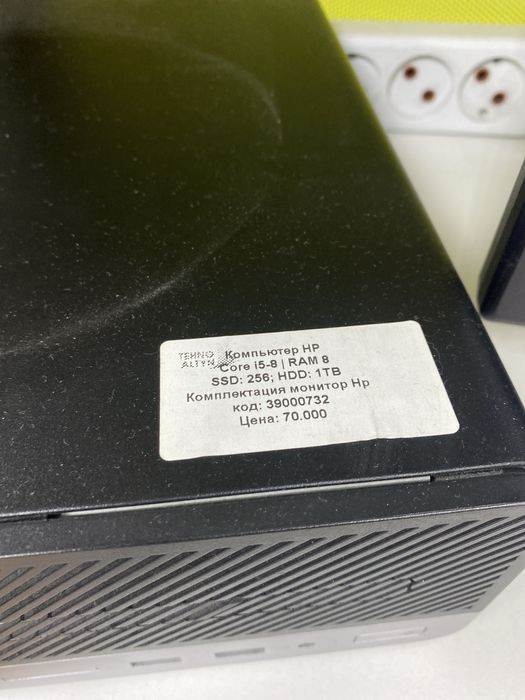 TEHNO
ALTYN
Компьютер HP
Core i5-8 | RAM 8
SSD: 256; HDD: 1TB
Комплектация монитор Hp
код: 39000732
Цена: 70.000